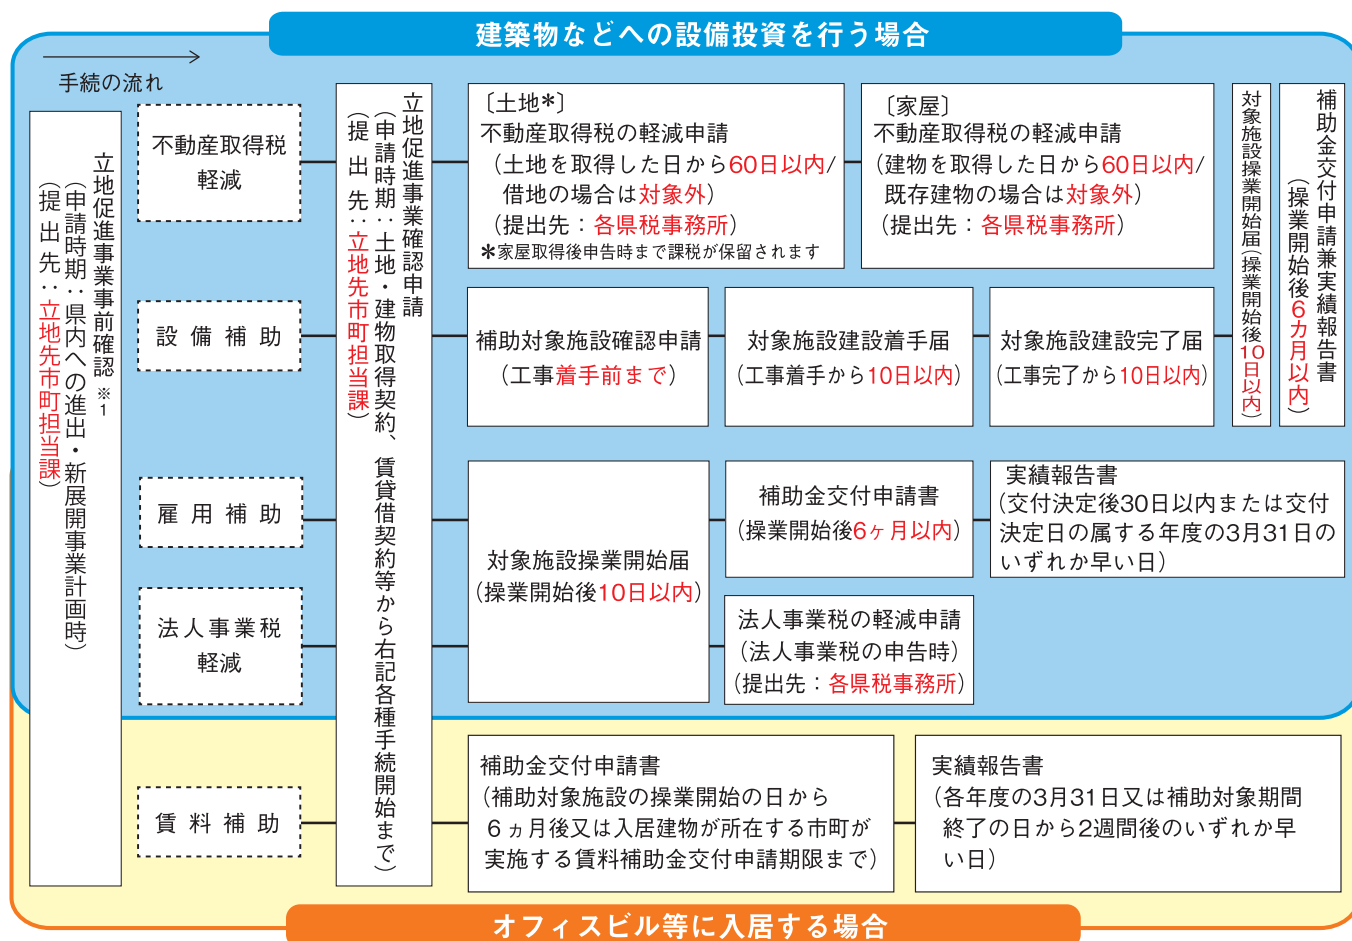 建築物などへの設備投資を行う場合
手続の流れ
立地促進事業事前確認 ※1
(申請時期：県内への進出・新展開事業計画時)
(提出先：立地先市町担当課)
不動産取得税
軽減
設備補助
雇用補助
法人事業税
軽減
賃料補助
立地促進事業確認申請
(申請時期：土地・建物取得契約、賃貸借契約等から右記各種手続開始まで)
(提出先：立地先市町担当課)
〔土地*〕
不動産取得税の軽減申請
(土地を取得した日から60日以内/
借地の場合は対象外)
(提出先：各県税事務所)
*家屋取得後申告時まで課税が保留されます
〔家屋〕
不動産取得税の軽減申請
(建物を取得した日から60日以内/
既存建物の場合は対象外)
(提出先：各県税事務所)
補助対象施設確認申請
(工事着手前まで)
対象施設建設着手届
(工事着手から10日以内)
対象施設建設完了届
(工事完了から10日以内)
対象施設操業開始届(操業開始後10日以内)
補助金交付申請兼実績報告書
(操業開始後6カ月以内)
対象施設操業開始届
(操業開始後10日以内)
補助金交付申請書
(操業開始後6ヶ月以内)
実績報告書
(交付決定後30日以内または交付
決定日の属する年度の3月31日の
いずれか早い日)
法人事業税の軽減申請
(法人事業税の申告時)
(提出先：各県税事務所)
補助金交付申請書
(補助対象施設の操業開始の日から
6ヵ月後又は入居建物が所在する市町が
実施する賃料補助金交付申請期限まで)
実績報告書
(各年度の3月31日又は補助対象期間
終了の日から2週間後のいずれか早
い日)
オフィスビル等に入居する場合